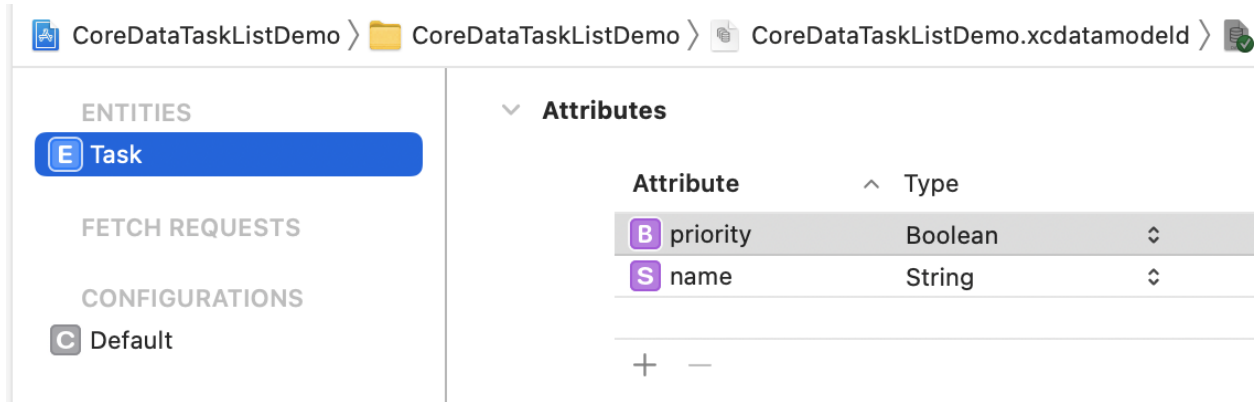 CoreDataTaskListDemo 〉 CoreDataTaskListDemo 〉 CoreDataTaskListDemo.xcdatamodeld 〉
ENTITIES
E Task
FETCH REQUESTS
CONFIGURATIONS
C Default
Attributes
Attribute Type
B priority Boolean
S name String
+ −